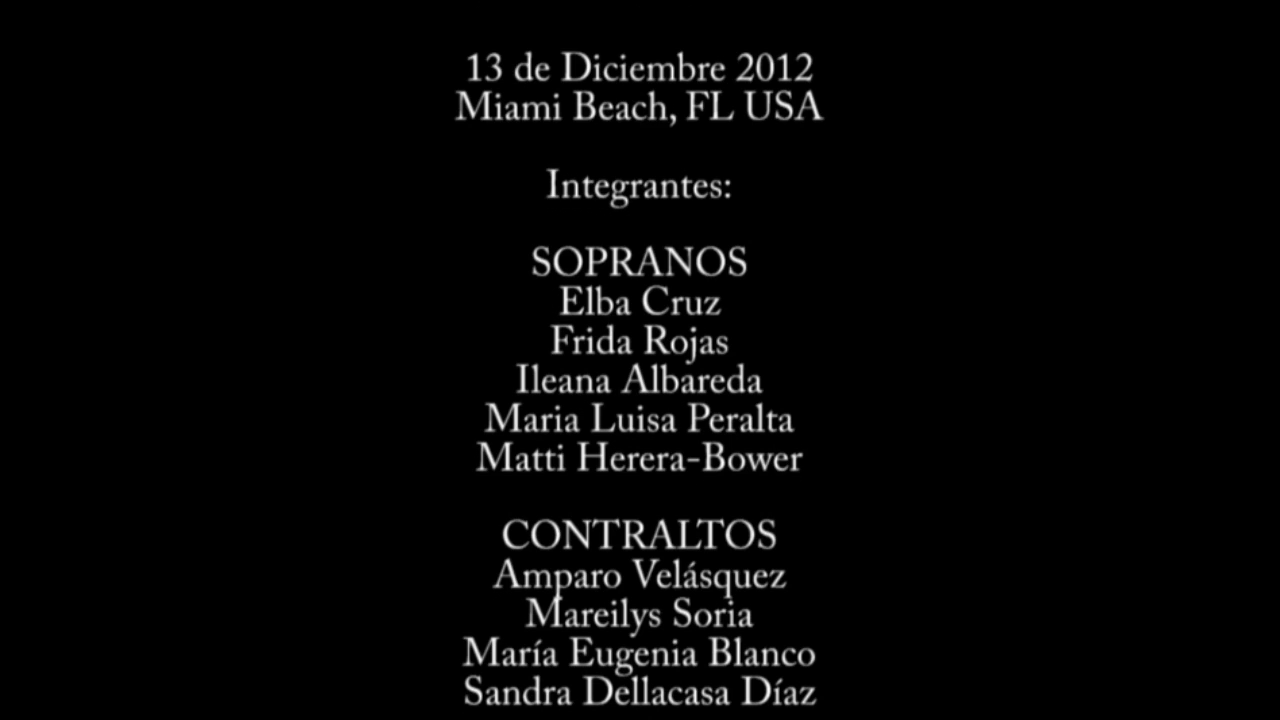 13 de Diciembre 2012
Miami Beach, FL USA
Integrantes:
SOPRANOS
Elba Cruz
Frida Rojas
Ileana Albareda
Maria Luisa Peralta
Matti Herera-Bower
CONTRALTOS
Amparo Velásquez
Mareilys Soria
María Eugenia Blanco
Sandra Dellacasa Díaz